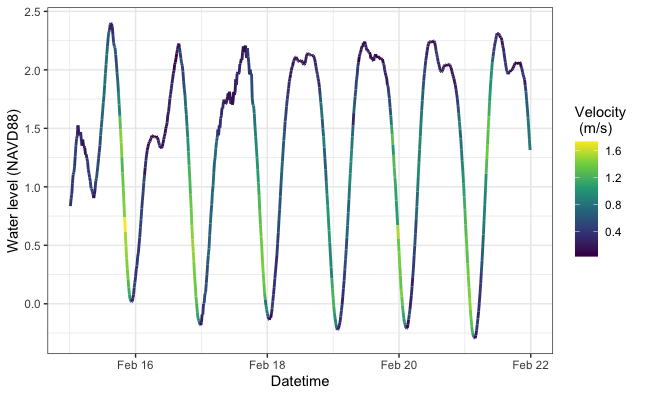 2.5
2.0
1.5
1.0
0.5
0.0
Water level (NAVD88)
Feb 16
Feb 18
Feb 20
Feb 22
Datetime
Velocity
(m/s)
1.6
1.2
0.8
0.4